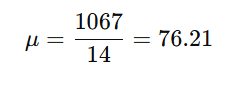 μ = 1067/14 = 76.21